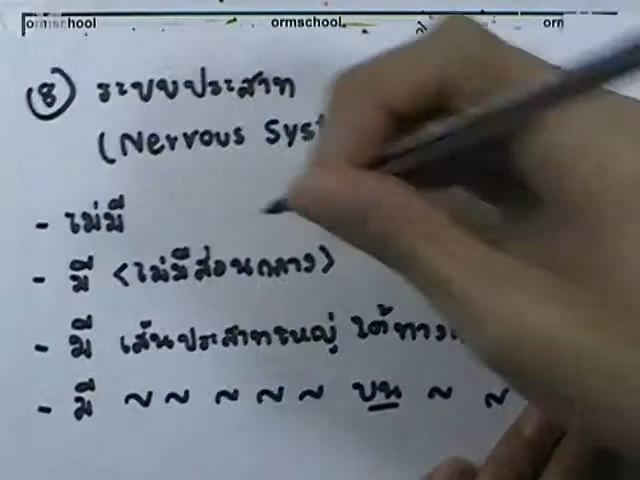 ormschool ormschool orn
(8) ระบบประสาท
(Nervous Syst
- ไม่มี
- มี <ไม่มีส่วนกลาง>
- มี เส้นประสาทใหญ่ ใต้ทาง
- มี ~ ~ ~ ~ ~ บน ~ ~